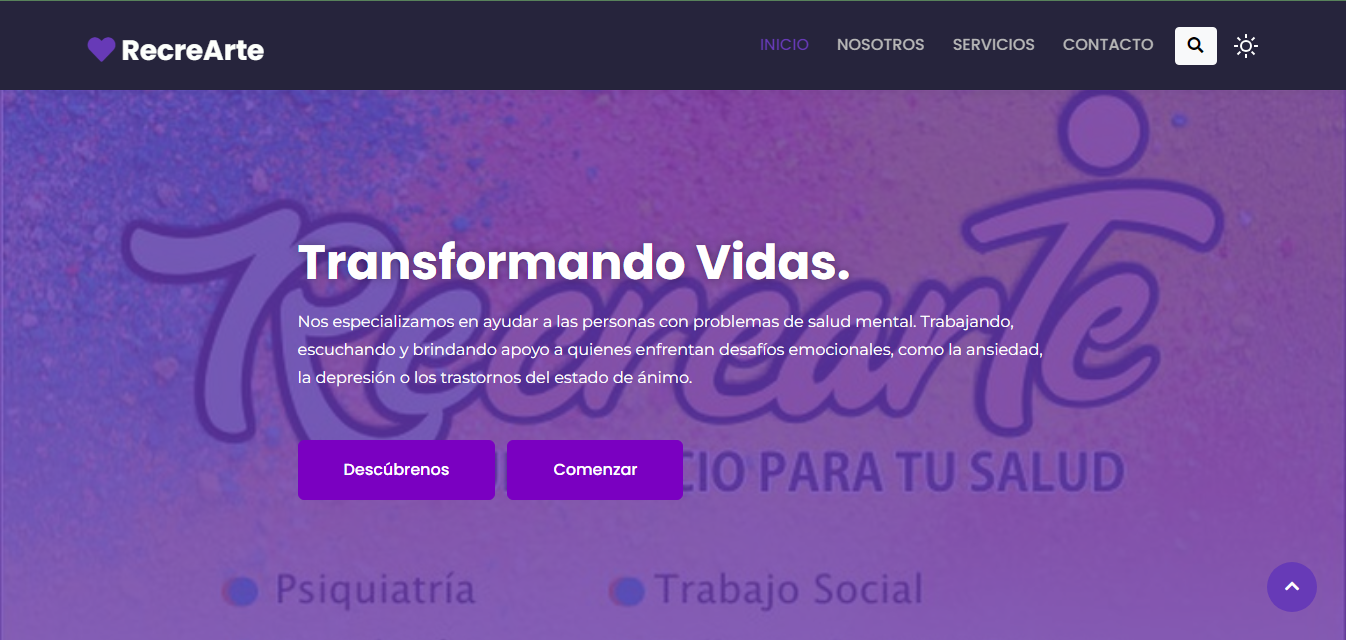 RecreArte
INICIO NOSOTROS SERVICIOS CONTACTO
RecreArTe
Transformando Vidas.
Nos especializamos en ayudar a las personas con problemas de salud mental. Trabajando,
escuchando y brindando apoyo a quienes enfrentan desafíos emocionales, como la ansiedad,
la depresión o los trastornos del estado de ánimo.
Descúbrenos Comenzar
PARA TU SALUD
Psiquiatría Trabajo Social